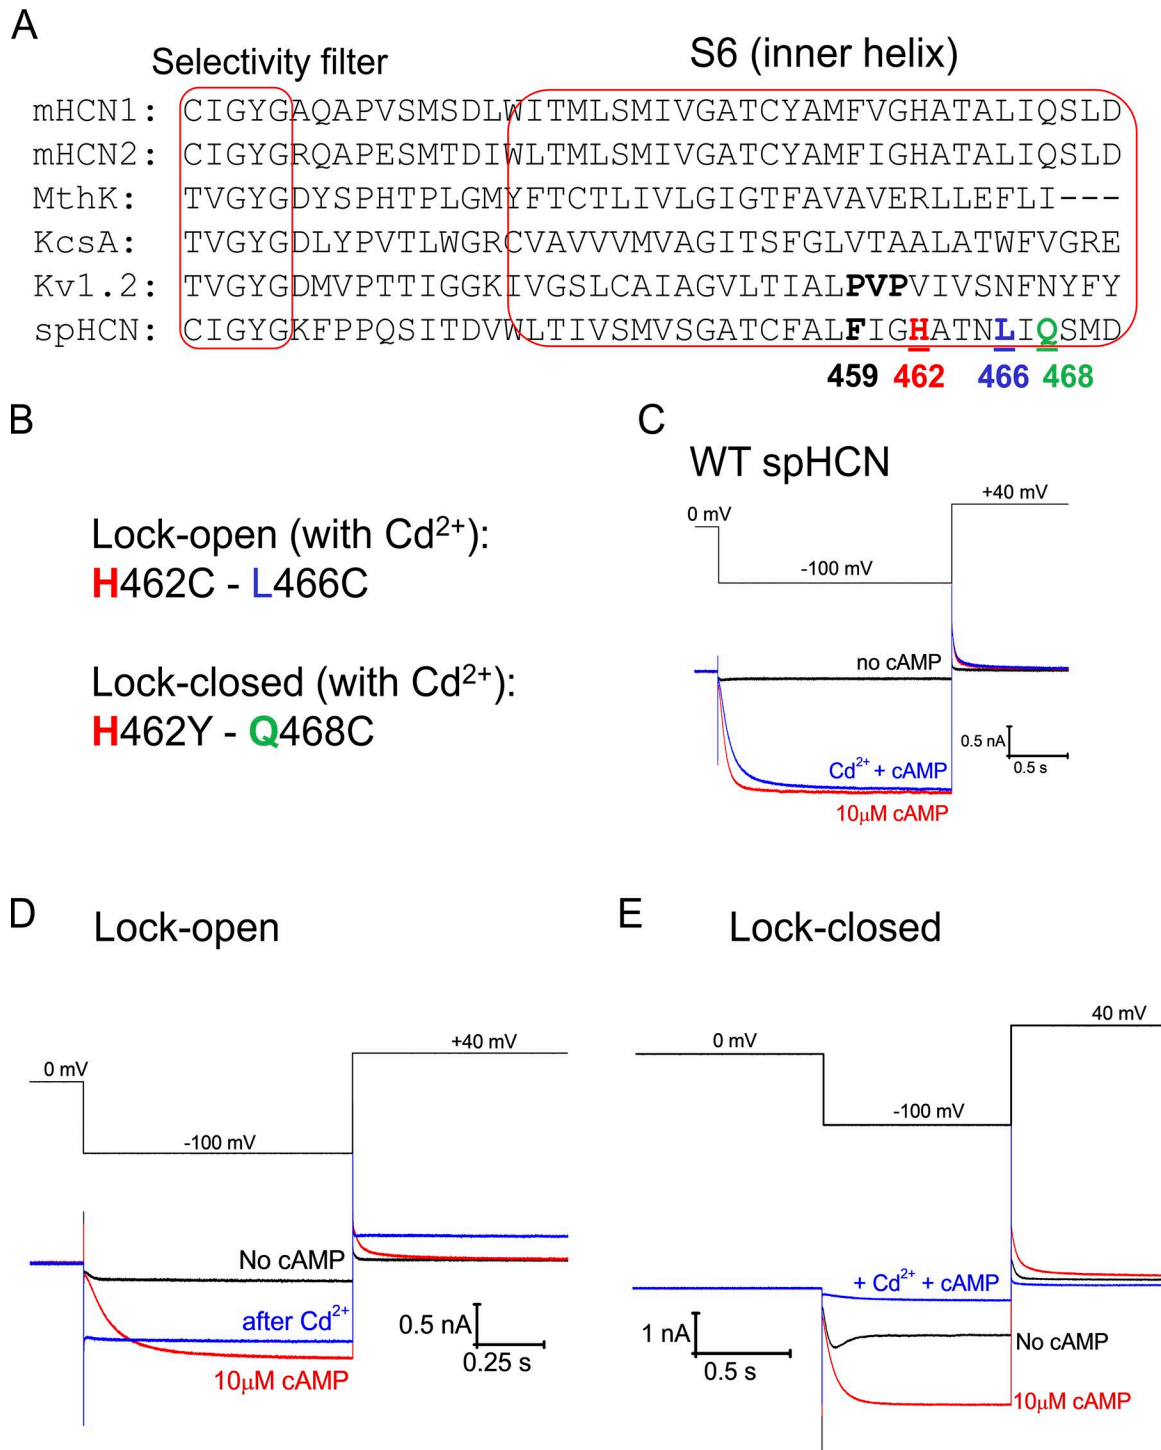 A
Selectivity filter
S6 (inner helix)
mHCN1: CIGYGAQAPVSMSDLWITMLSMIVGATCYAMFVGHATALIQSLD
mHCN2: CIGYGRQAPESMTDIWLTMLSMIVGATCYAMFIGHATALIQSLD
MthK: TVGYGDYSPHTPLGMYFTCTLIVLGIGTFAVAVERLLEFLI---
KcsA: TVGYGDLYPVTLWGRCVAVVVMVAGITSFGLVTAALATWFVGRE
Kv1.2: TVGYGDMVPTTIGGKIVGSLCAIAGVLTIALPVPVIVSNFNYFY
spHCN: CIGYGKFPPQSITDVWLTIVSMVSGATCFALFIGHATNLIQSMD
459 462 466 468
B
Lock-open (with Cd²⁺):
H462C - L466C
Lock-closed (with Cd²⁺):
H462Y - Q468C
C
WT spHCN
+40 mV
0 mV
-100 mV
no cAMP
0.5 nA
0.5 s
Cd²⁺ + cAMP
10μM cAMP
D
Lock-open
+40 mV
0 mV
-100 mV
No cAMP
after Cd²⁺
10μM cAMP
0.5 nA
0.25 s
E
Lock-closed
40 mV
0 mV
-100 mV
+ Cd²⁺ + cAMP
1 nA
0.5 s
No cAMP
10μM cAMP